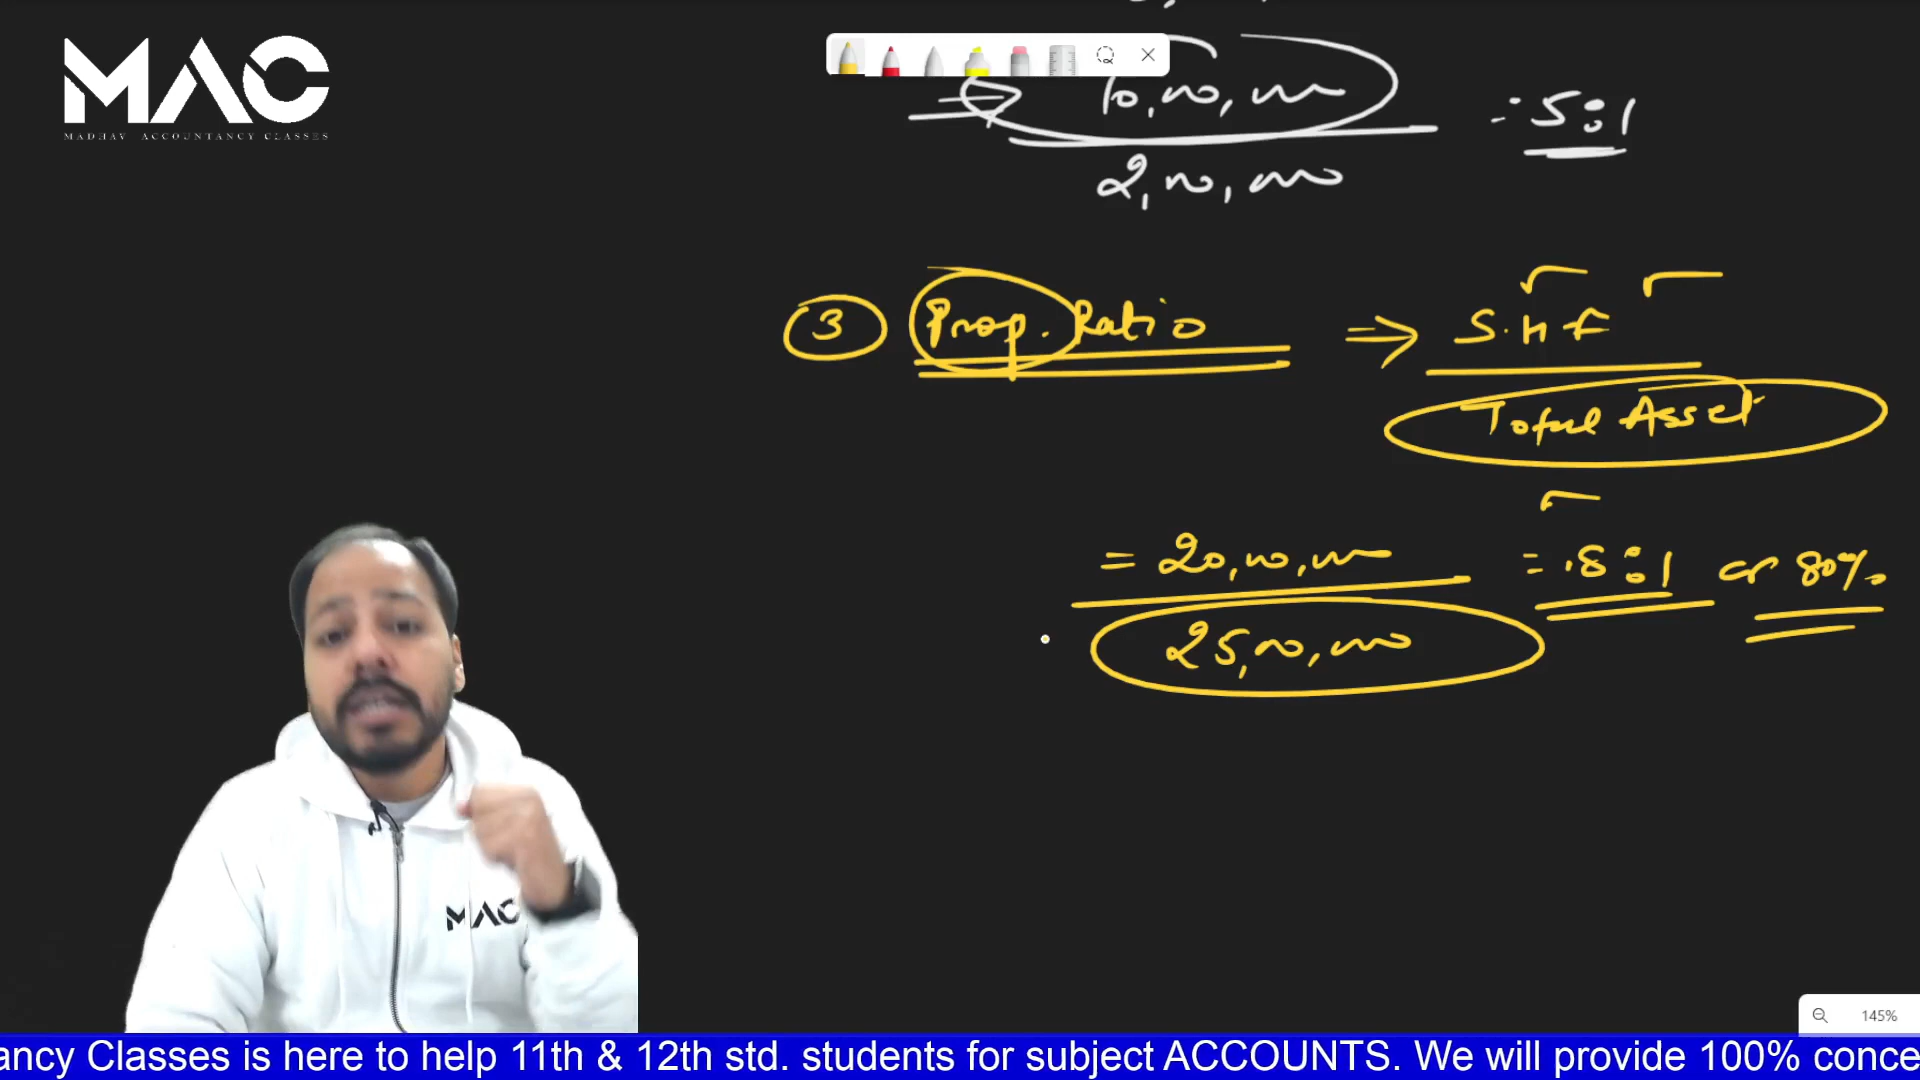 MAC
MADHAV ACCOUNTANCY CLASSES
⇒ 10,00,000
2,00,000
= 5:1
3 Prop. Ratio ⇒ S.H.F
Total Asset
= 20,00,000
25,00,000
= .8:1 or 80%
MAC
145%
ancy Classes is here to help 11th & 12th std. students for subject ACCOUNTS. We will provide 100% conce